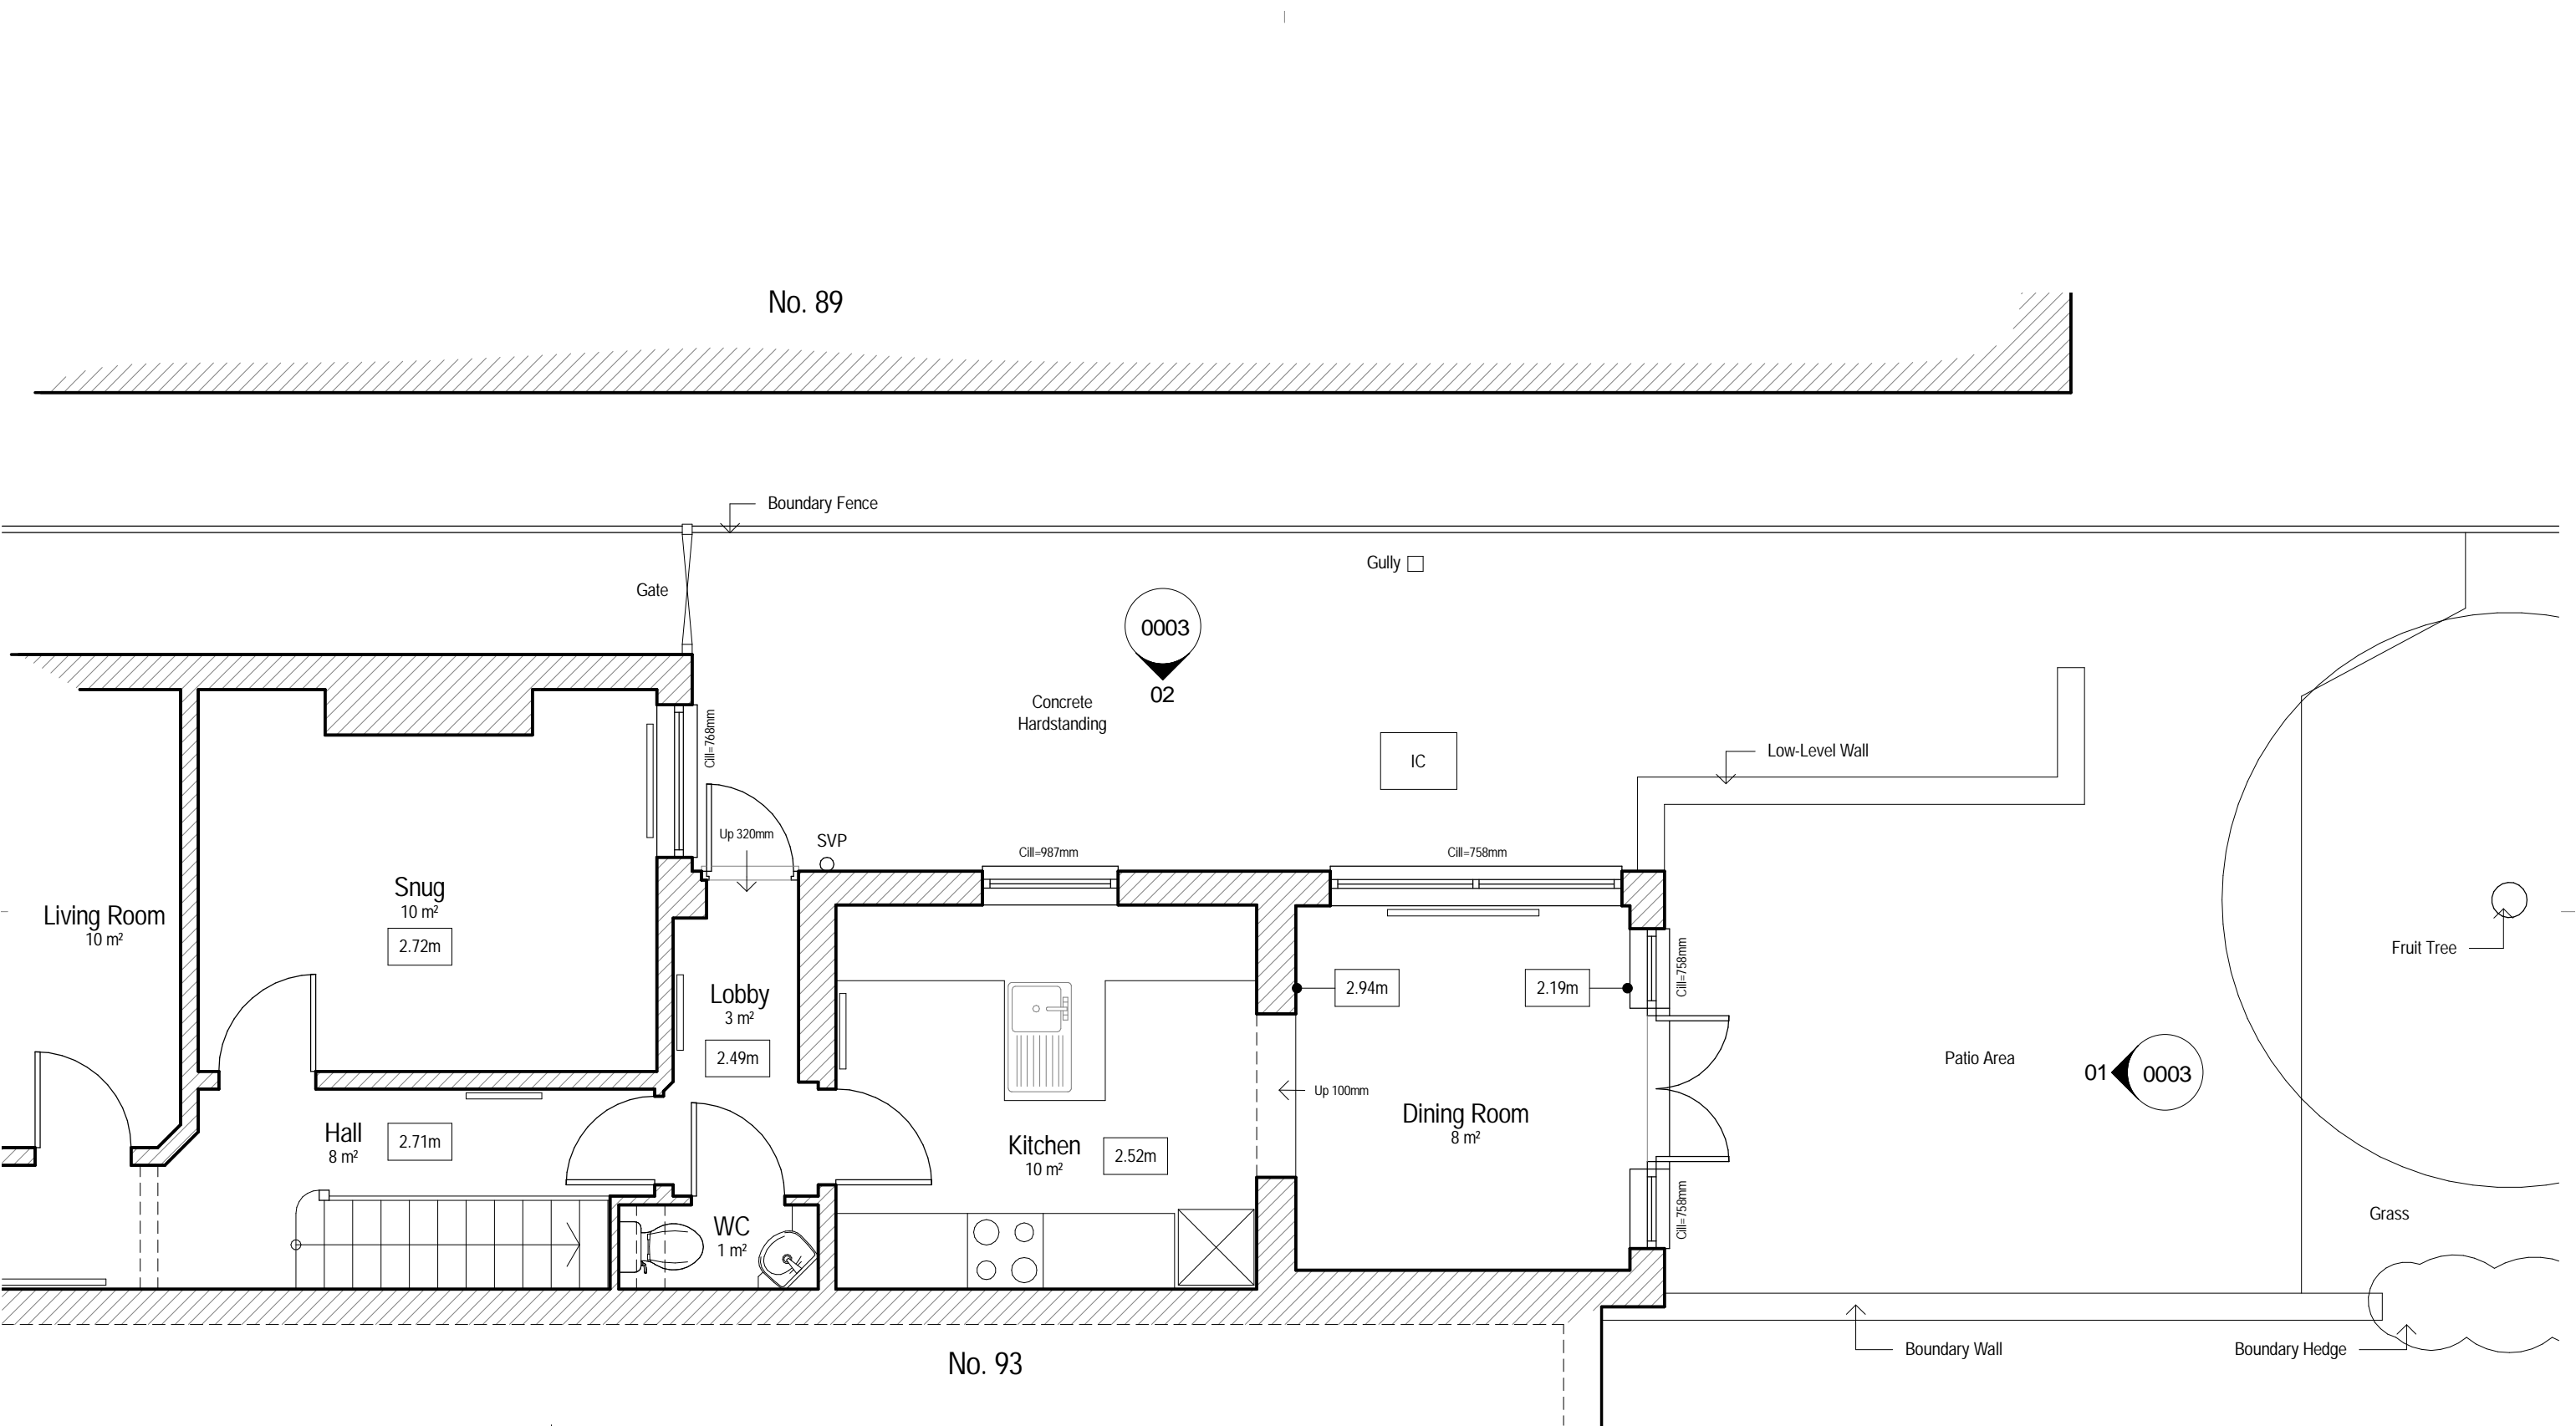 No. 89
Boundary Fence
Gully
Gate
0003
02
Concrete
Hardstanding
Cill=768mm
IC
Low-Level Wall
Up 320mm
SVP
Cill=987mm
Cill=758mm
Snug
10 m²
2.72m
Living Room
10 m²
Fruit Tree
Cill=758mm
Lobby
3 m²
2.49m
2.94m
2.19m
Patio Area
01
0003
Up 100mm
Dining Room
8 m²
Hall
8 m²
2.71m
Kitchen
10 m²
2.52m
WC
1 m²
Cill=758mm
Grass
Boundary Wall
Boundary Hedge
No. 93